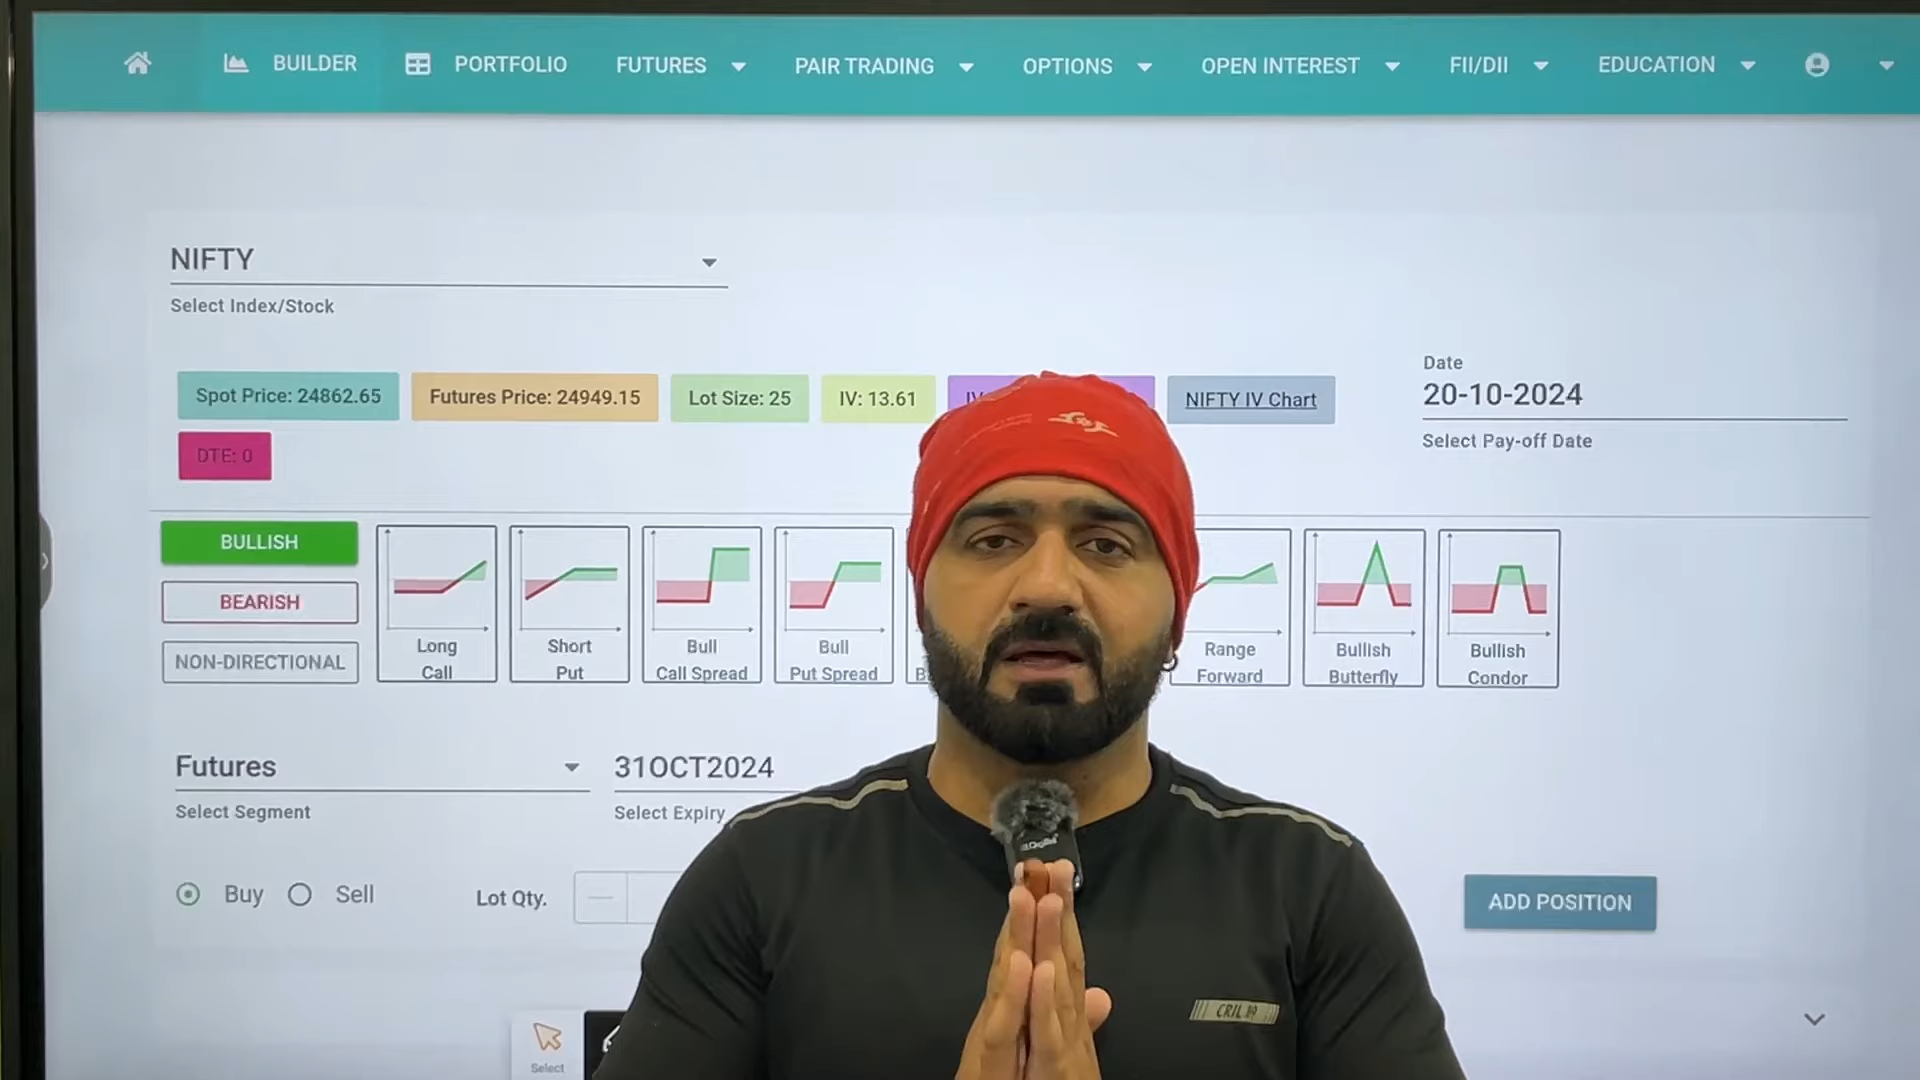 BUILDER PORTFOLIO FUTURES PAIR TRADING OPTIONS OPEN INTEREST FII/DII EDUCATION
NIFTY
Select Index/Stock
Date
20-10-2024
Select Pay-off Date
Spot Price: 24862.65 Futures Price: 24949.15 Lot Size: 25 IV: 13.61 NIFTY IV Chart
DTE: 0
BULLISH
BEARISH
NON-DIRECTIONAL
Long
Call
Short
Put
Bull
Call Spread
Bull
Put Spread
Range
Forward
Bullish
Butterfly
Bullish
Condor
Futures
Select Segment
31OCT2024
Select Expiry
Buy Sell Lot Qty.
ADD POSITION
Select